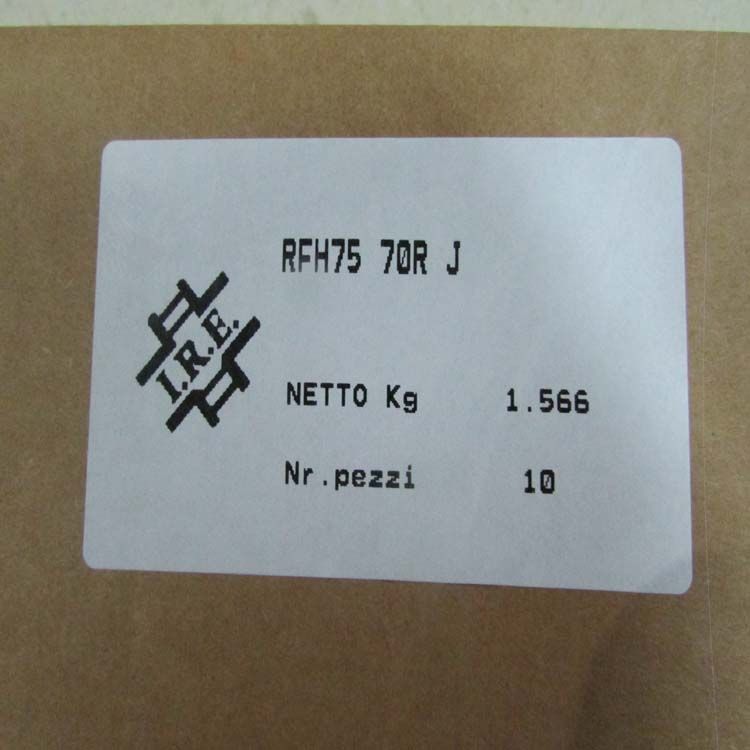 RFH75 70R J
I.R.E.
NETTO Kg 1.566
Nr.pezzi 10